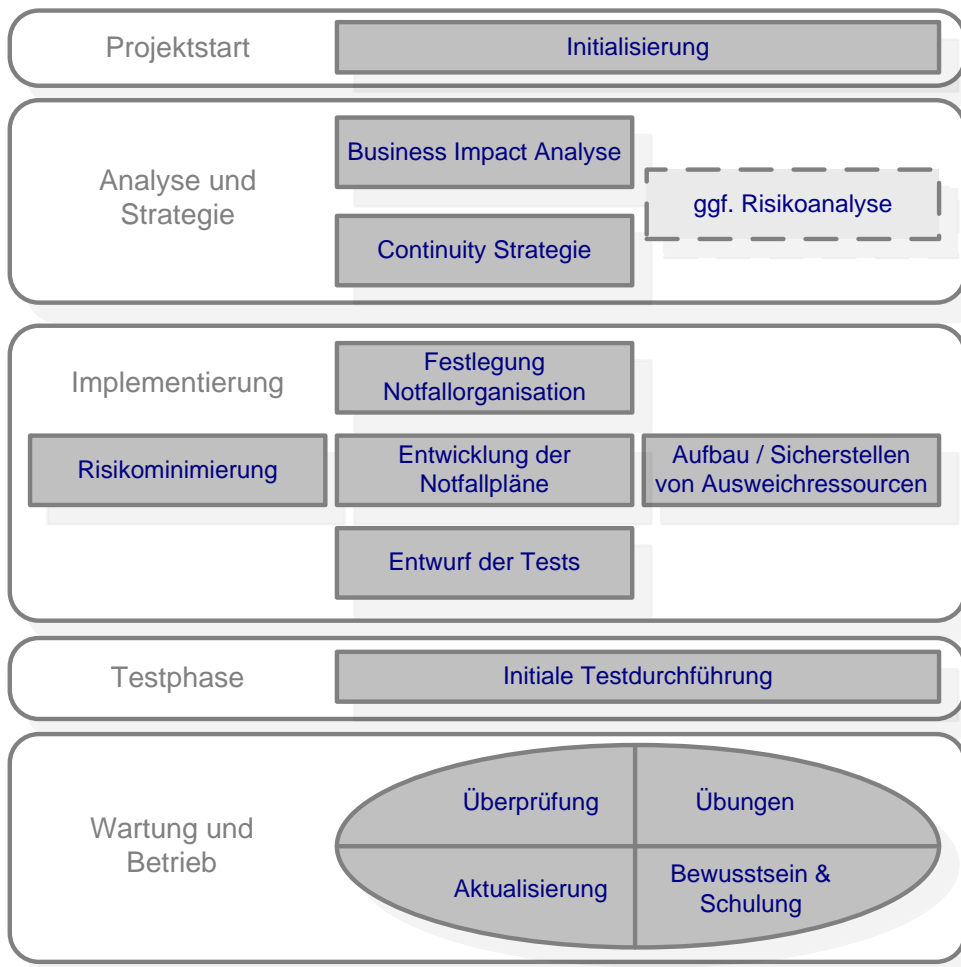 Projektstart
Initialisierung
Analyse und
Strategie
Business Impact Analyse
ggf. Risikoanalyse
Continuity Strategie
Implementierung
Festlegung
Notfallorganisation
Risikominimierung
Entwicklung der
Notfallpläne
Aufbau / Sicherstellen
von Ausweichressourcen
Entwurf der Tests
Testphase
Initiale Testdurchführung
Wartung und
Betrieb
Überprüfung
Übungen
Aktualisierung
Bewusstsein &
Schulung